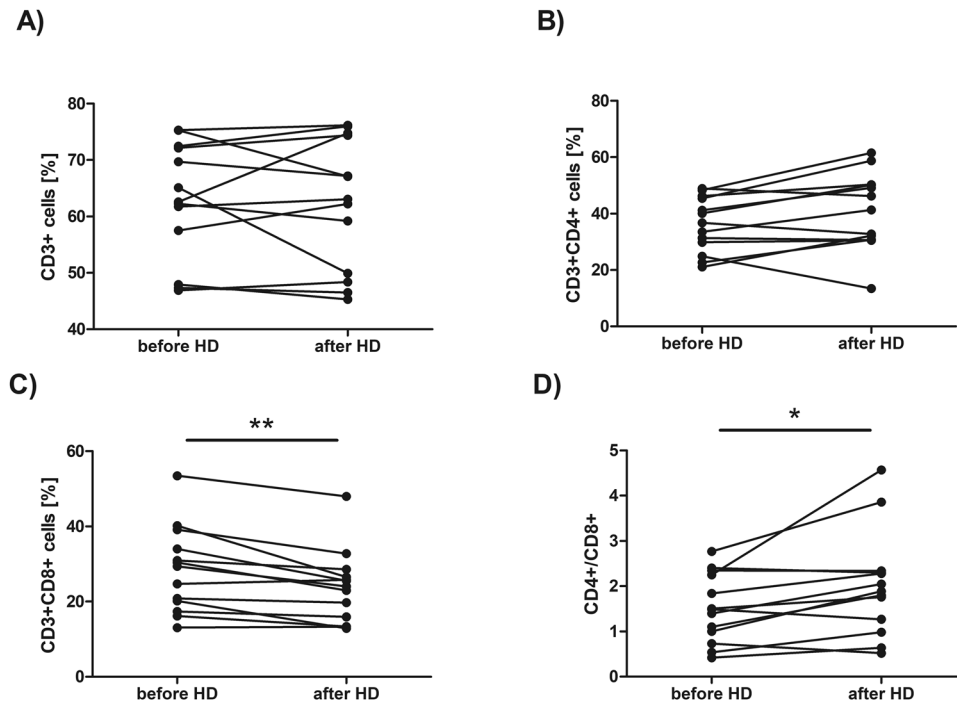 A)
CD3+ cells [%]
80
70
60
50
40
before HD
after HD
B)
CD3+CD4+ cells [%]
80
60
40
20
0
before HD
after HD
C)
**
CD3+CD8+ cells [%]
60
40
20
0
before HD
after HD
D)
*
CD4+/CD8+
5
4
3
2
1
0
before HD
after HD